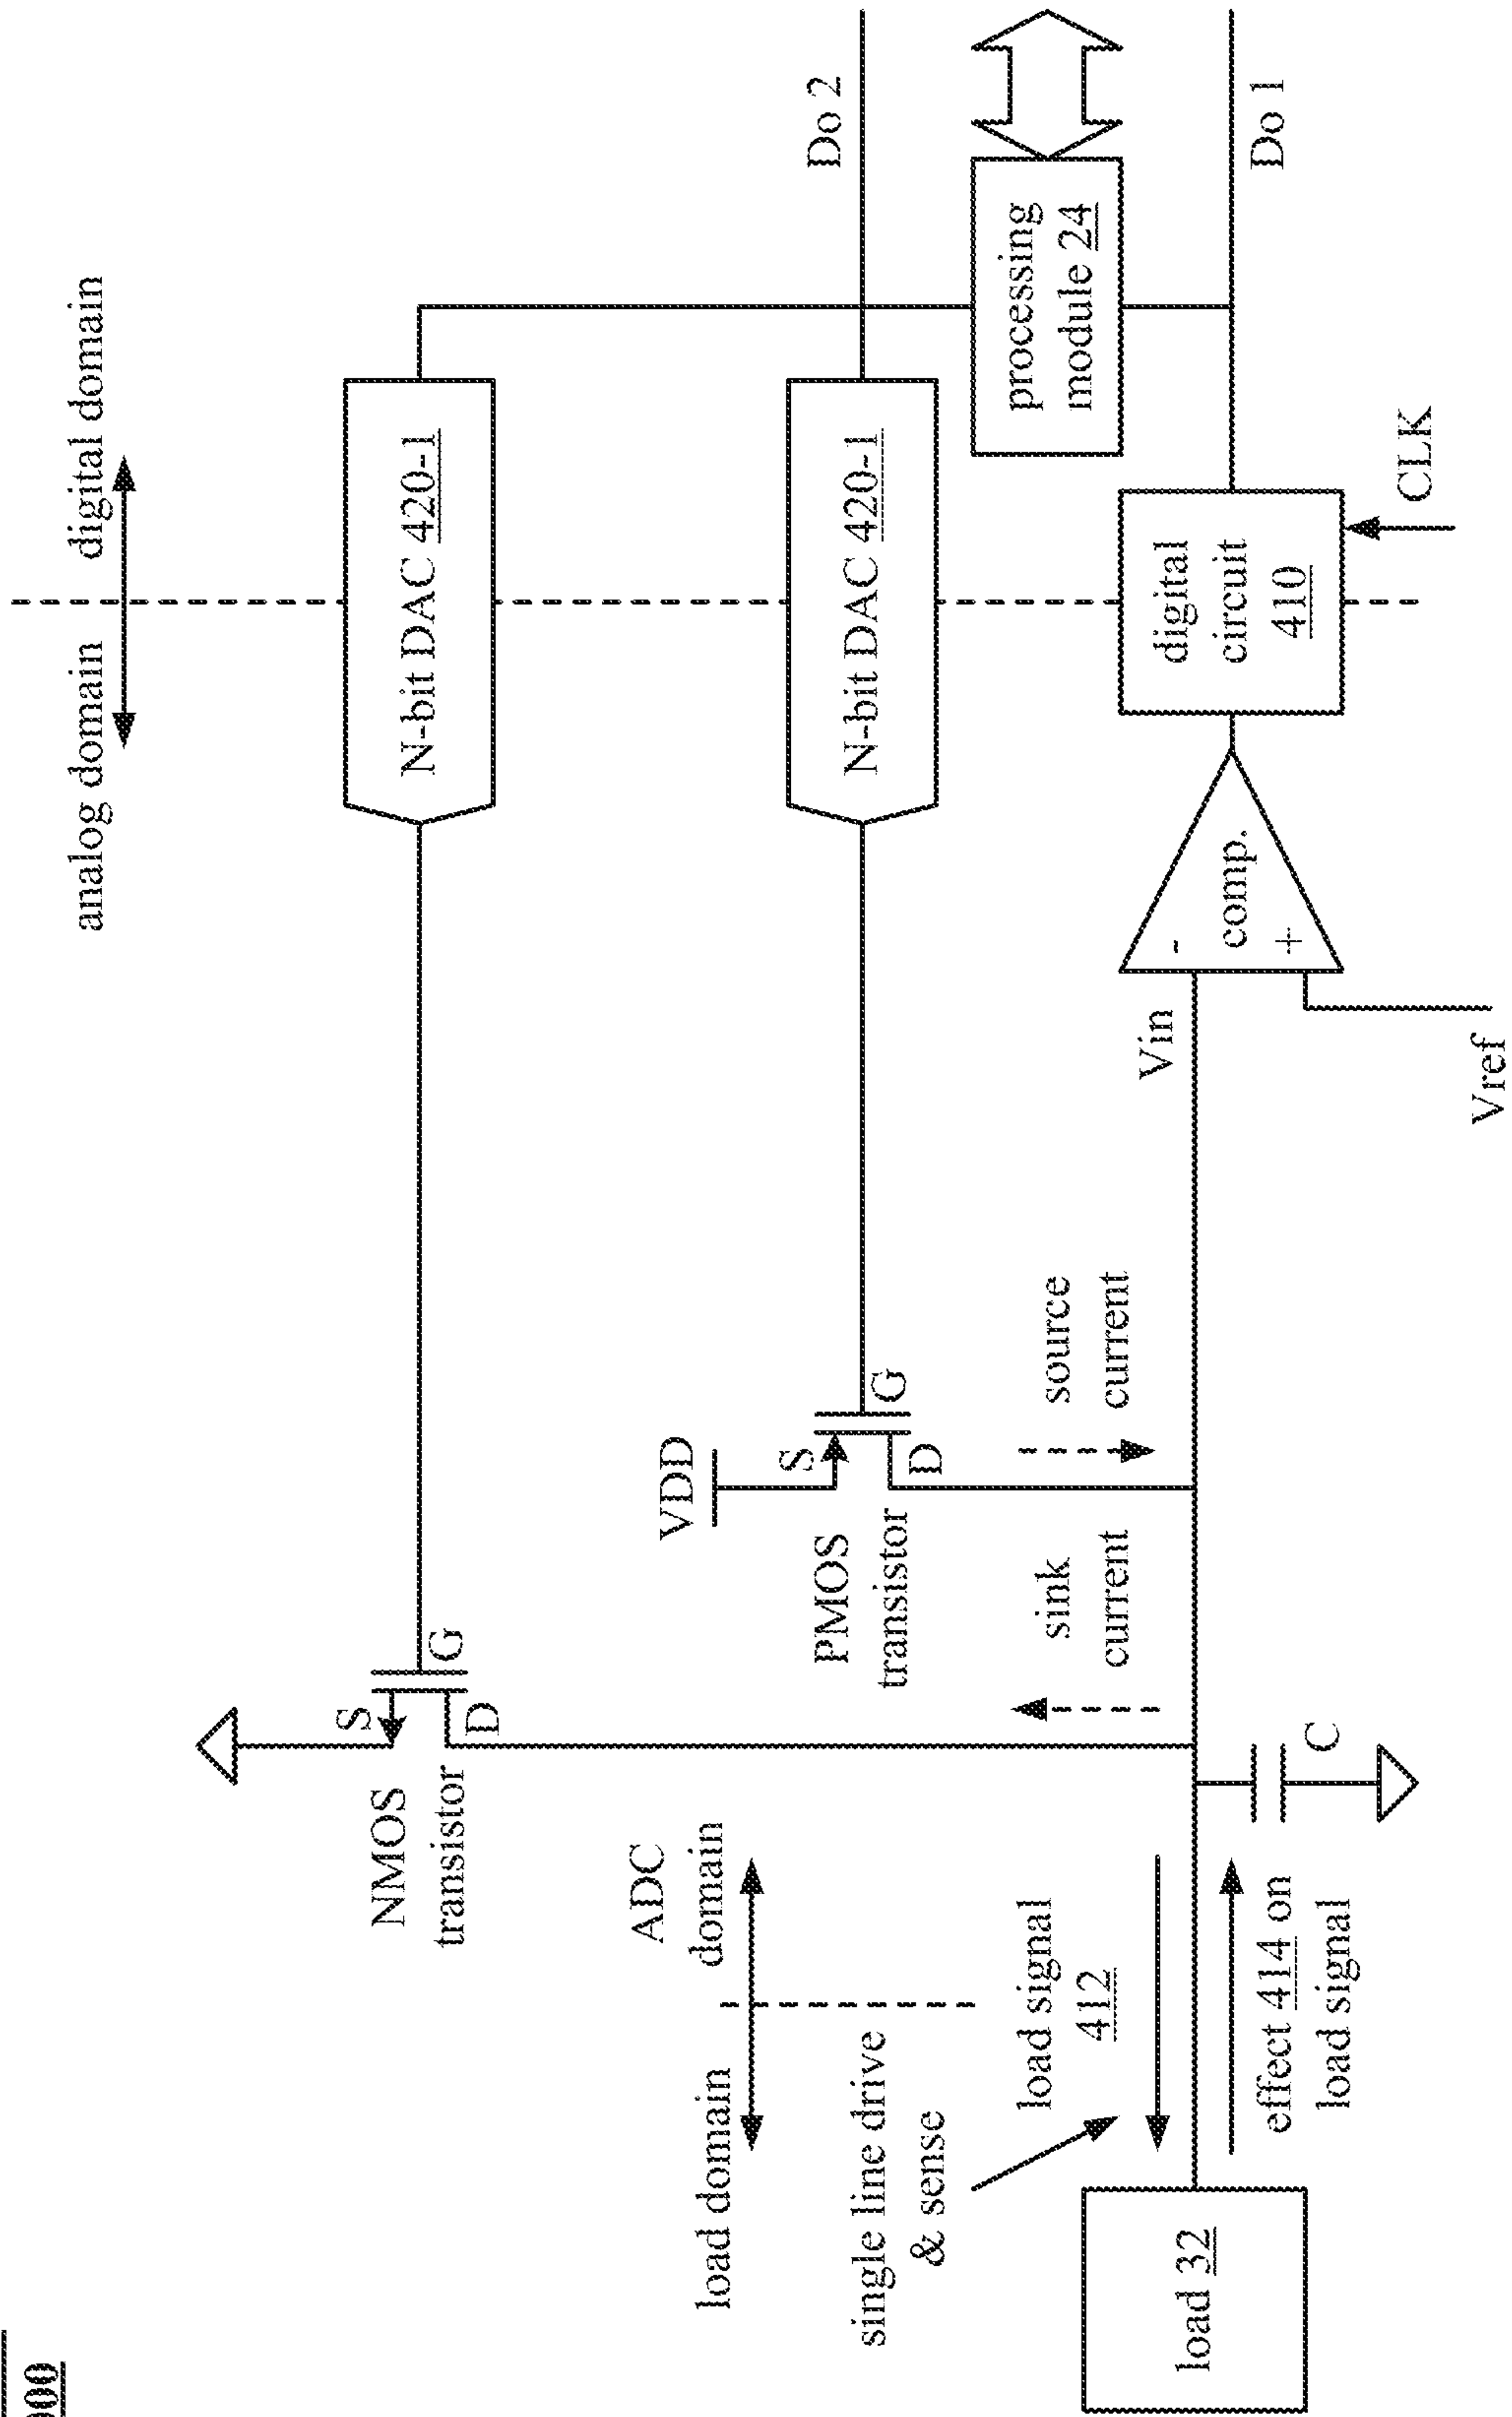 00
analog domain
digital domain
N-bit DAC 420-1
NMOS
transistor
S
G
D
ADC
domain
load domain
VDD
S
G
D
PMOS
transistor
N-bit DAC 420-1
Do 2
single line drive
& sense
load signal
412
sink
current
source
current
processing
module 24
Vin
-
comp.
+
digital
circuit
410
Do 1
load 32
effect 414 on
load signal
C
Vref
CLK